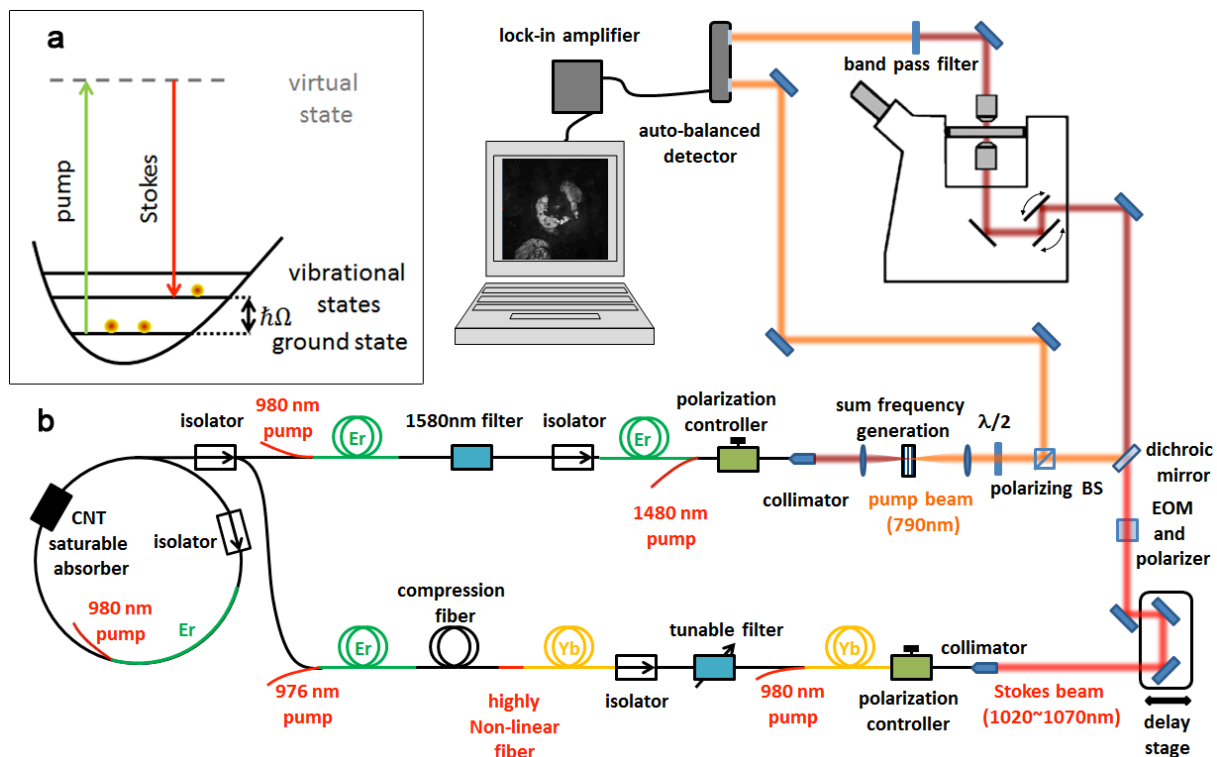 a
virtual
state
pump
Stokes
vibrational
states
ħΩ
ground state
lock-in amplifier
auto-balanced
detector
band pass filter
b
isolator
980 nm
pump
Er
1580nm filter
isolator
Er
1480 nm
pump
polarization
controller
collimator
sum frequency
generation
pump beam
(790nm)
λ/2
polarizing BS
dichroic
mirror
EOM
and
polarizer
CNT
saturable
absorber
isolator
980 nm
pump
Er
976 nm
pump
Er
compression
fiber
highly
Non-linear
fiber
Yb
isolator
tunable filter
980 nm
pump
Yb
polarization
controller
collimator
Stokes beam
(1020~1070nm)
delay
stage